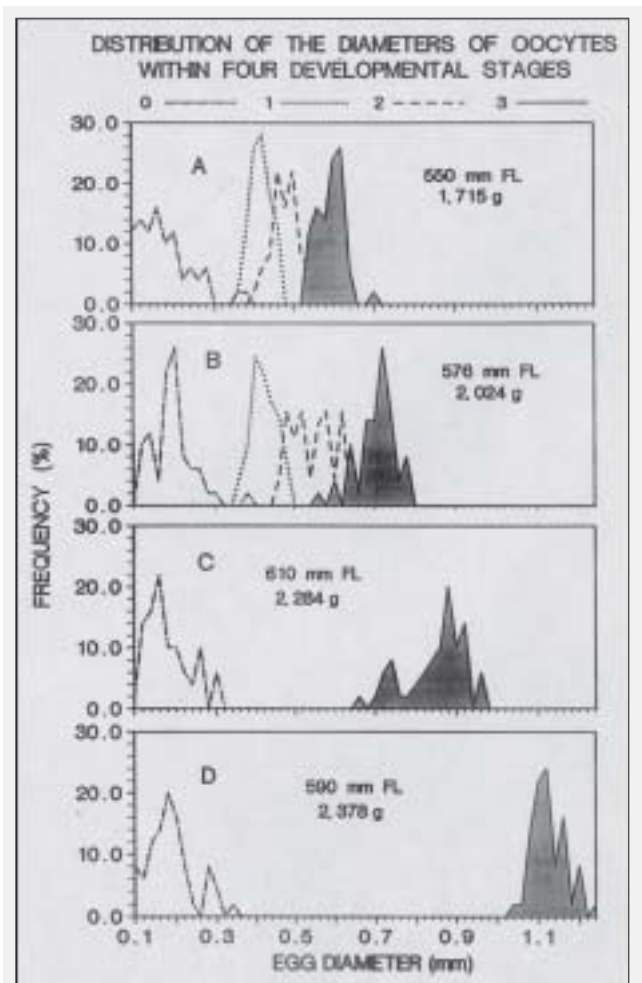 DISTRIBUTION OF THE DIAMETERS OF OOCYTES
WITHIN FOUR DEVELOPMENTAL STAGES
0 1 2 3
30.0
20.0
10.0
0.0
A
550 mm FL
1,715 g
30.0
20.0
10.0
0.0
B
576 mm FL
2,024 g
30.0
20.0
10.0
0.0
C
610 mm FL
2,284 g
30.0
20.0
10.0
0.0
D
590 mm FL
2,378 g
FREQUENCY (%)
0.1 0.3 0.5 0.7 0.9 1.1
EGG DIAMETER (mm)